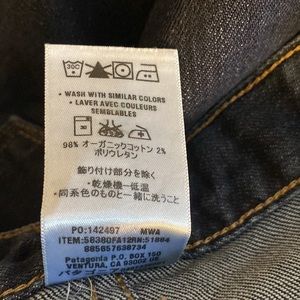 30C
• WASH WITH SIMILAR COLORS
• LAVER AVEC COULEURS
SEMBLABLES
98% オーガニックコットン 2%
ポリウレタン
飾り付け部分を除く
・乾燥機ー低温
・同系色のものと一緒に洗うこと
PO:142497 MWA
ITEM:58380FA12RN:51884
885657638734
Patagonia P.O. BOX 150
VENTURA, CA 93002 US